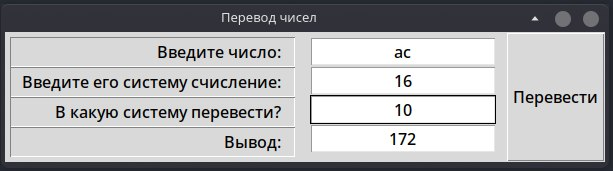 Перевод чисел
Введите число: ac
Введите его систему счисление: 16
В какую систему перевести? 10
Вывод: 172
Перевести